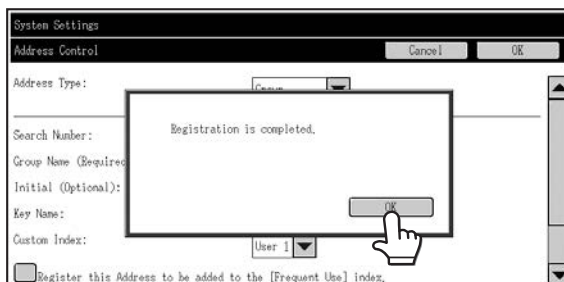 System Settings
Address Control
Cancel
OK
Address Type:
Registration is completed.
Search Number:
Group Name (Required
Initial (Optional):
OK
Key Name:
Custom Index:
User 1
Register this Address to be added to the [Frequent Use] index.